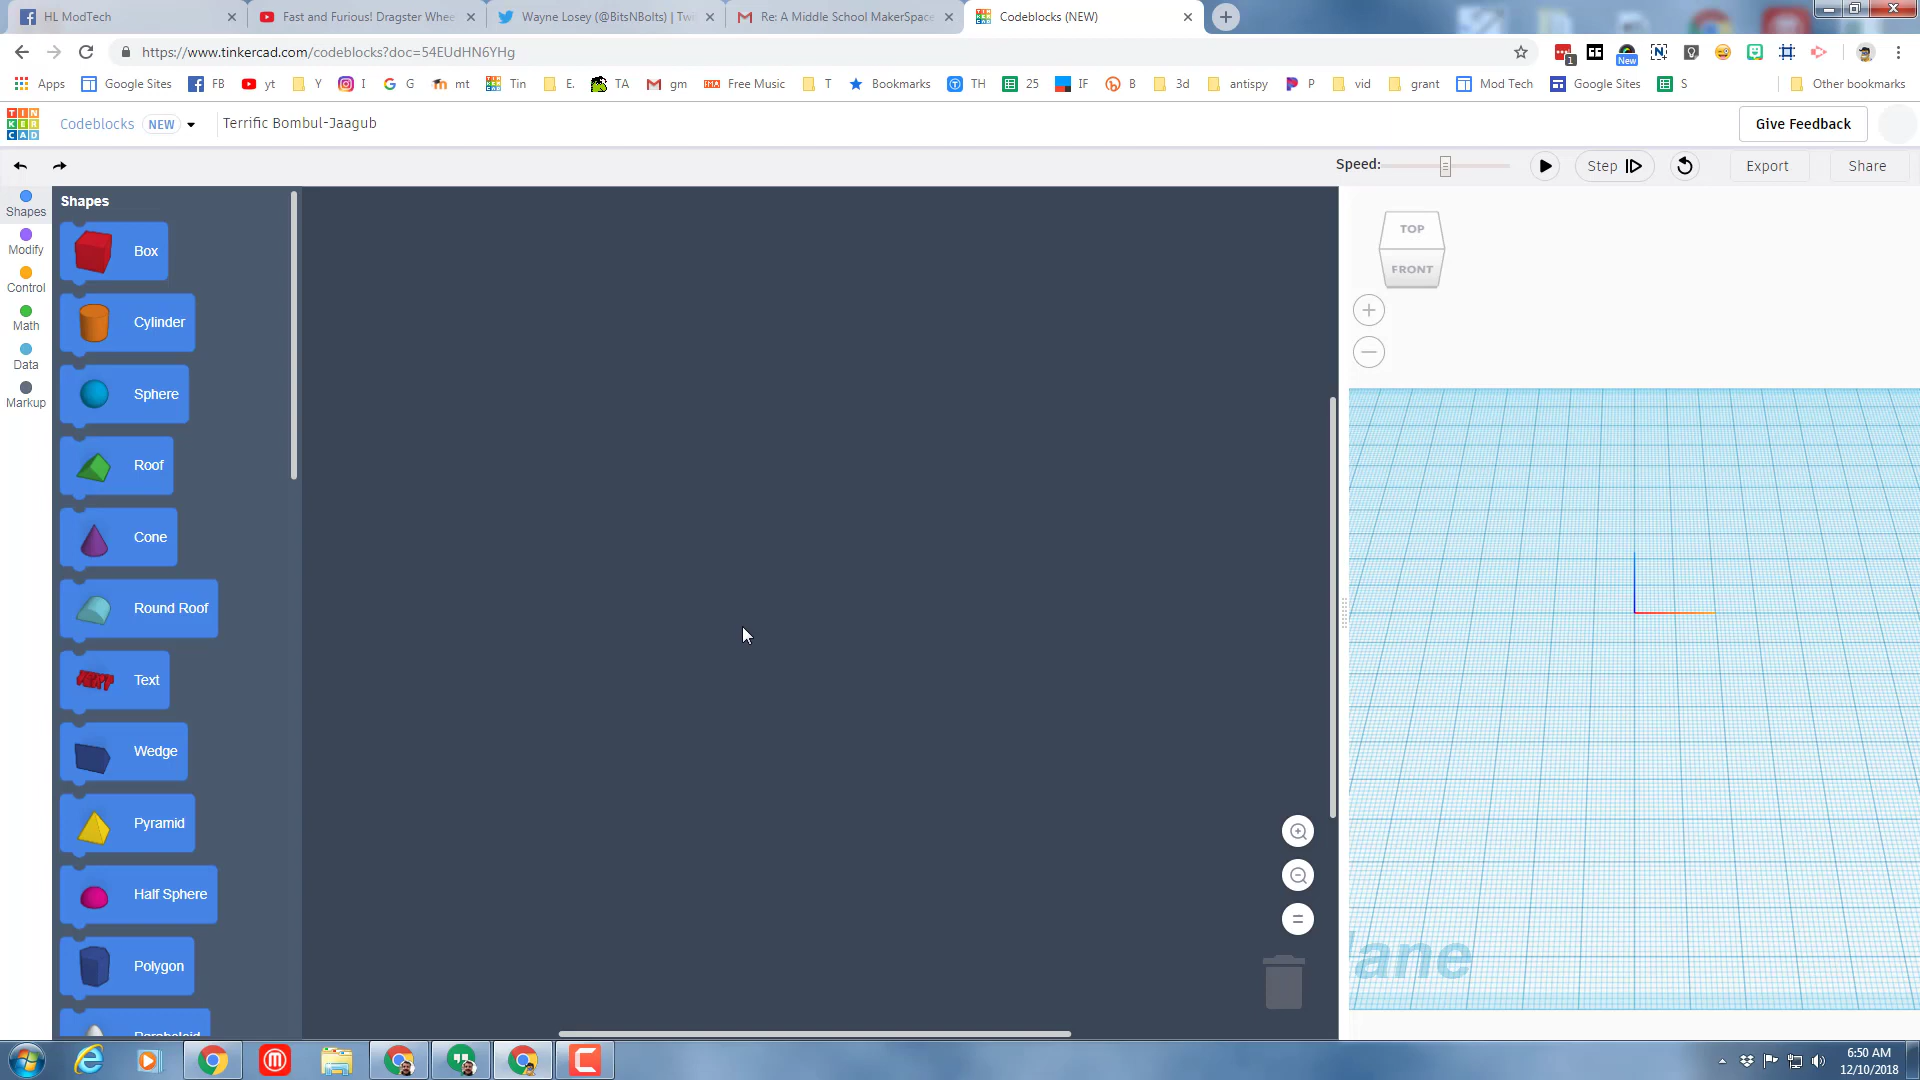 HL ModTech
Fast and Furious! Dragster Whee
Wayne Losey (@BitsNBolts) | Tw
Re: A Middle School MakerSpace
Codeblocks (NEW)
https://www.tinkercad.com/codeblocks?doc=54EUdHN6YHg
1
New
Apps
Google Sites
FB
yt
Y
I
G
mt
Tin
E.
TA
gm
Free Music
T
Bookmarks
TH
25
IF
B
3d
antispy
P
vid
grant
Mod Tech
Google Sites
S
Other bookmarks
TIN
KER
CAD
Codeblocks NEW
Terrific Bombul-Jaagub
Give Feedback
Speed:
Step
Export
Share
Shapes
Modify
Control
Math
Data
Markup
Shapes
Box
Cylinder
Sphere
Roof
Cone
Round Roof
Text
Wedge
Pyramid
Half Sphere
Polygon
Paraboloid
TOP
FRONT
lane
6:50 AM
12/10/2018